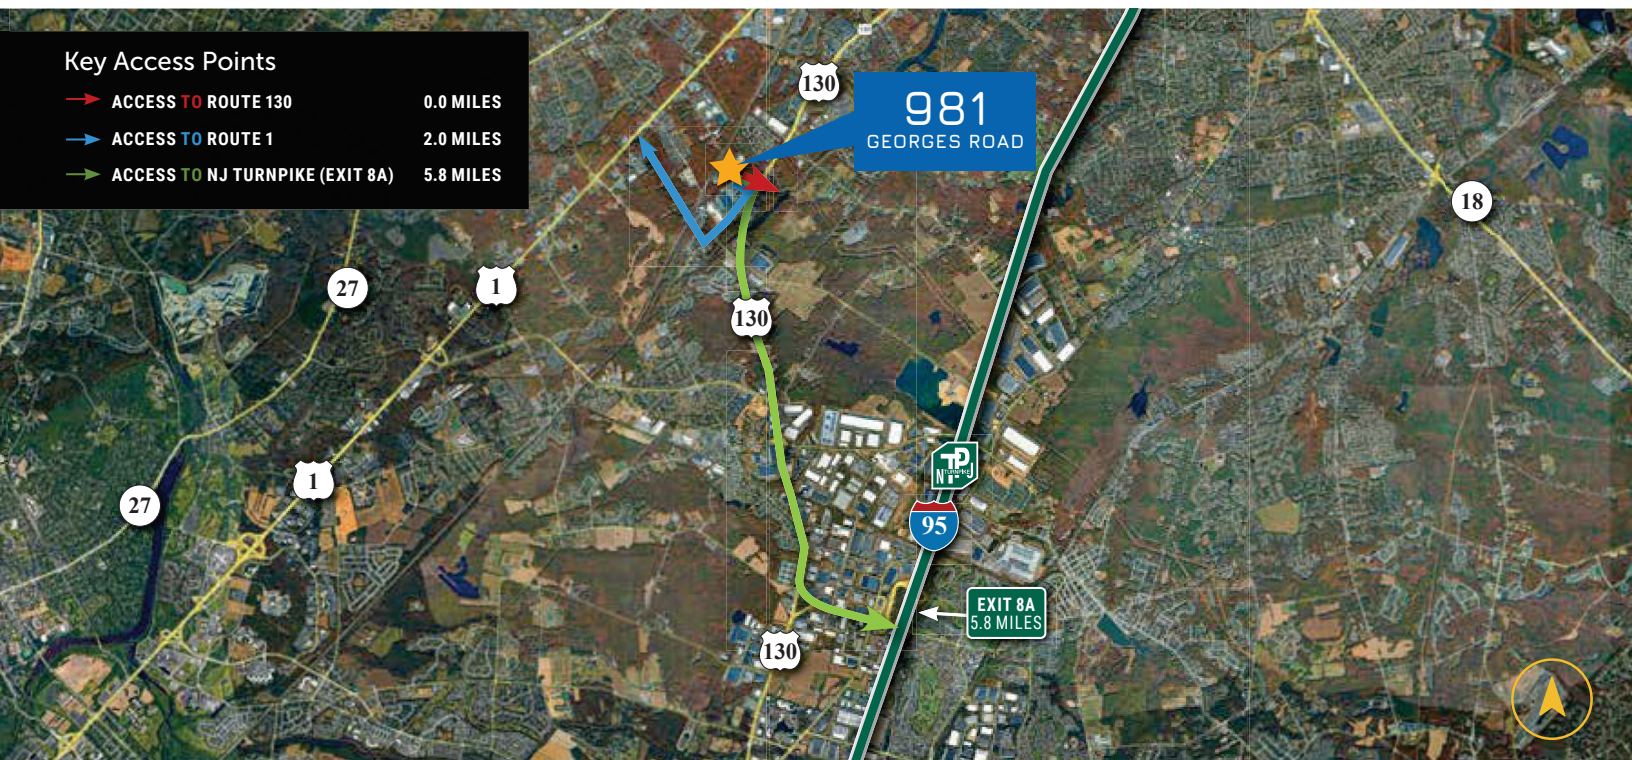 Key Access Points
ACCESS TO ROUTE 130 0.0 MILES
ACCESS TO ROUTE 1 2.0 MILES
ACCESS TO NJ TURNPIKE (EXIT 8A) 5.8 MILES
130
981
GEORGES ROAD
18
27
1
130
1
27
NTPJ
TURNPIKE
95
EXIT 8A
5.8 MILES
130